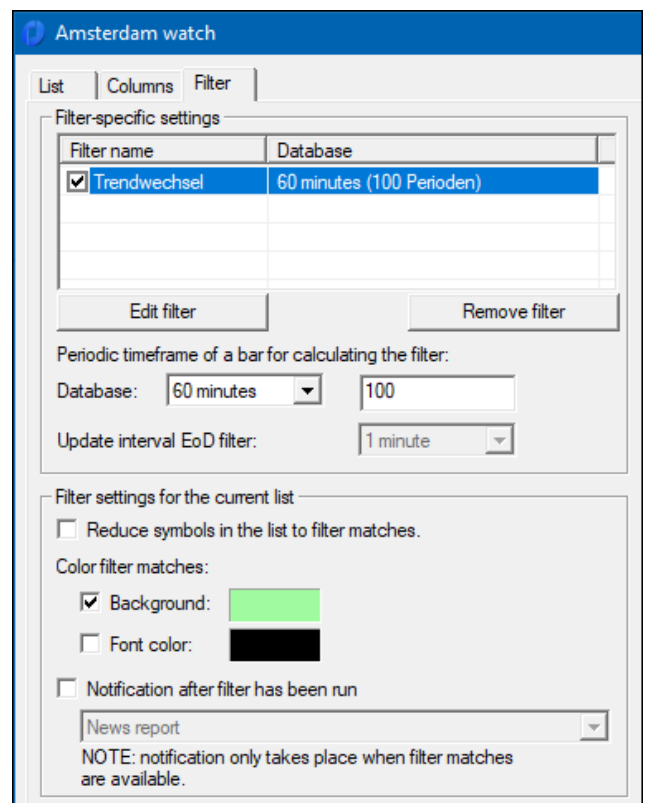 Amsterdam watch
List Columns Filter
Filter-specific settings
Filter name Database
Trendwechsel 60 minutes (100 Perioden)
Edit filter Remove filter
Periodic timeframe of a bar for calculating the filter:
Database: 60 minutes 100
Update interval EoD filter: 1 minute
Filter settings for the current list
Reduce symbols in the list to filter matches.
Color filter matches:
Background:
Font color:
Notification after filter has been run
News report
NOTE: notification only takes place when filter matches
are available.